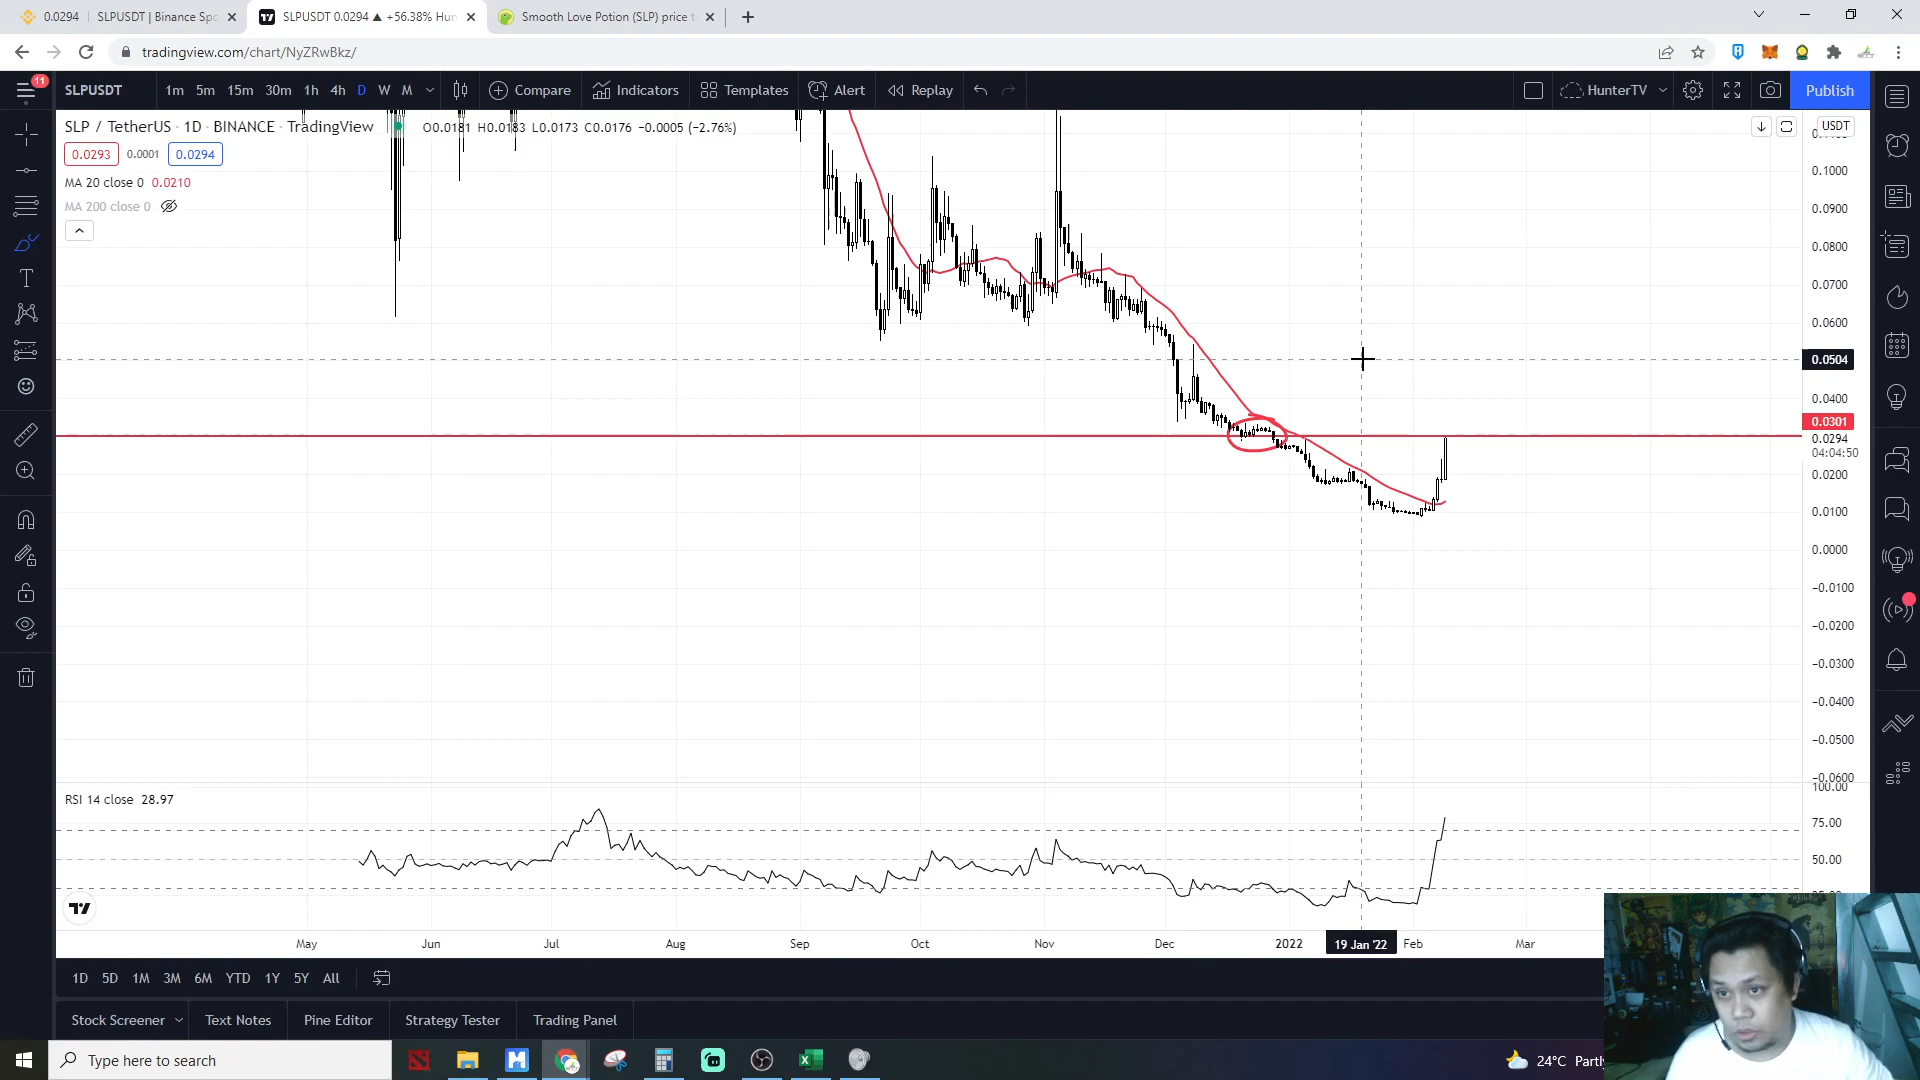 0.0294 | SLPUSDT | Binance Spo
SLPUSDT 0.0294 ▲ +56.38% Hun
Smooth Love Potion (SLP) price t
tradingview.com/chart/NyZRwBkz/
11
SLPUSDT 1m 5m 15m 30m 1h 4h D W M Compare Indicators Templates Alert Replay HunterTV Publish
SLP / TetherUS · 1D · BINANCE · TradingView O0.0181 H0.0183 L0.0173 C0.0176 −0.0005 (−2.76%)
USDT
0.0293 0.0001 0.0294
MA 20 close 0 0.0210
MA 200 close 0
0.1000
0.0900
0.0800
0.0700
0.0600
0.0504
0.0400
0.0301
0.0294
04:04:50
0.0200
0.0100
0.0000
−0.0100
−0.0200
−0.0300
−0.0400
−0.0500
−0.0600
100.00
RSI 14 close 28.97
75.00
50.00
May Jun Jul Aug Sep Oct Nov Dec 2022 19 Jan '22 Feb Mar
1D 5D 1M 3M 6M YTD 1Y 5Y All
Stock Screener Text Notes Pine Editor Strategy Tester Trading Panel
Type here to search
24°C Partly